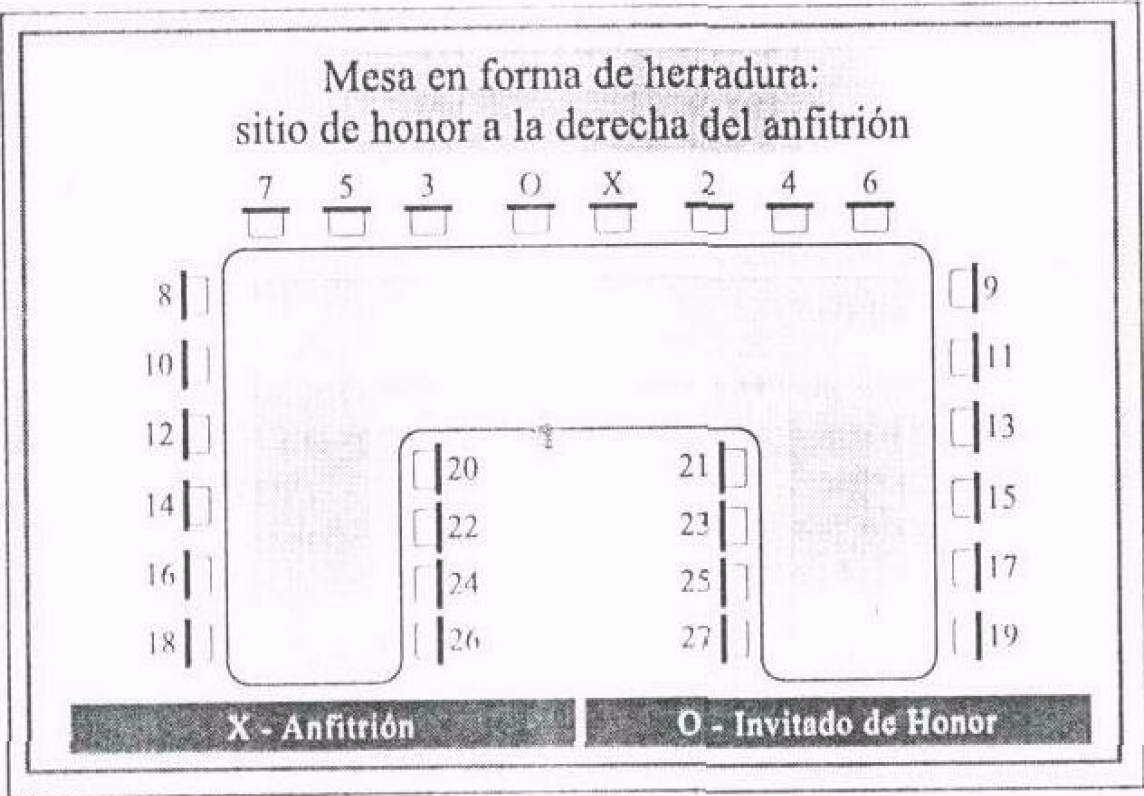 Mesa en forma de herradura:
sitio de honor a la derecha del anfitrión
7 5 3 O X 2 4 6
8 9
10 11
12 13
20 21
14 15
22 23
16 17
24 25
18 19
26 27
X - Anfitrión O - Invitado de Honor